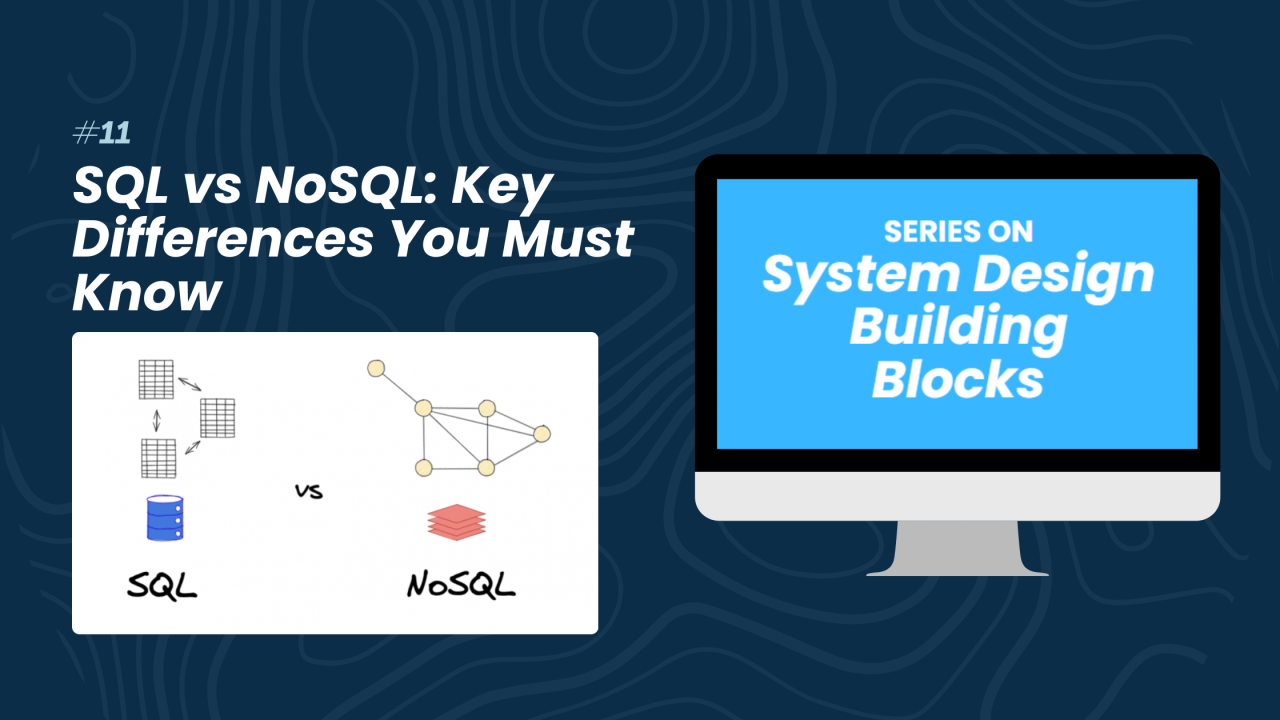 #11
SQL vs NoSQL: Key
Differences You Must
Know
vs
SQL
NoSQL
SERIES ON
System Design
Building
Blocks